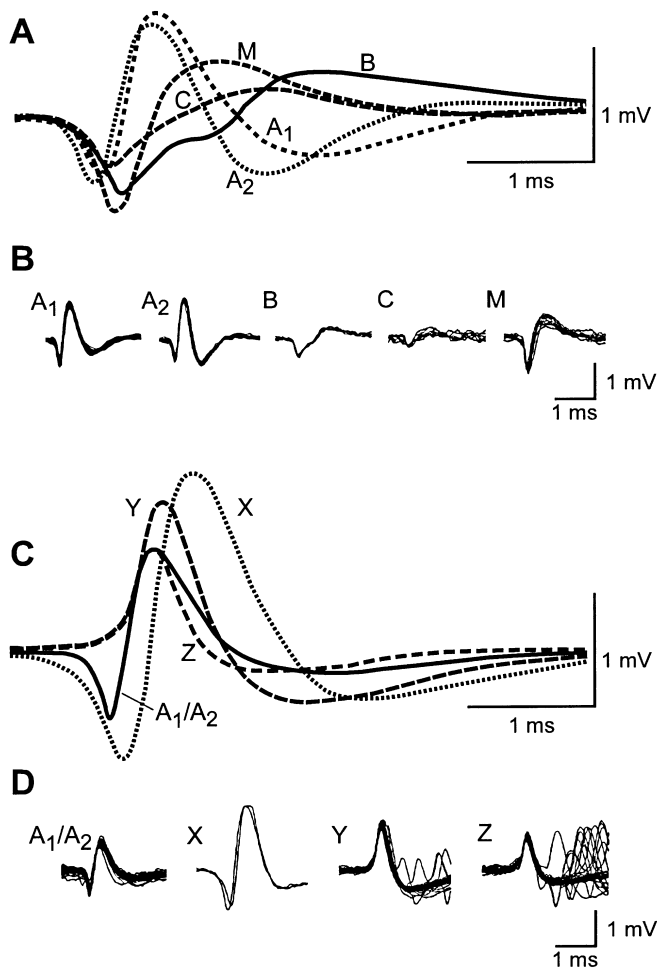 A
M
B
C
A₁
A₂
1 mV
1 ms
B
A₁ A₂ B C M
1 mV
1 ms
C
Y X
Z
A₁/A₂
1 mV
1 ms
D
A₁/A₂ X Y Z
1 mV
1 ms